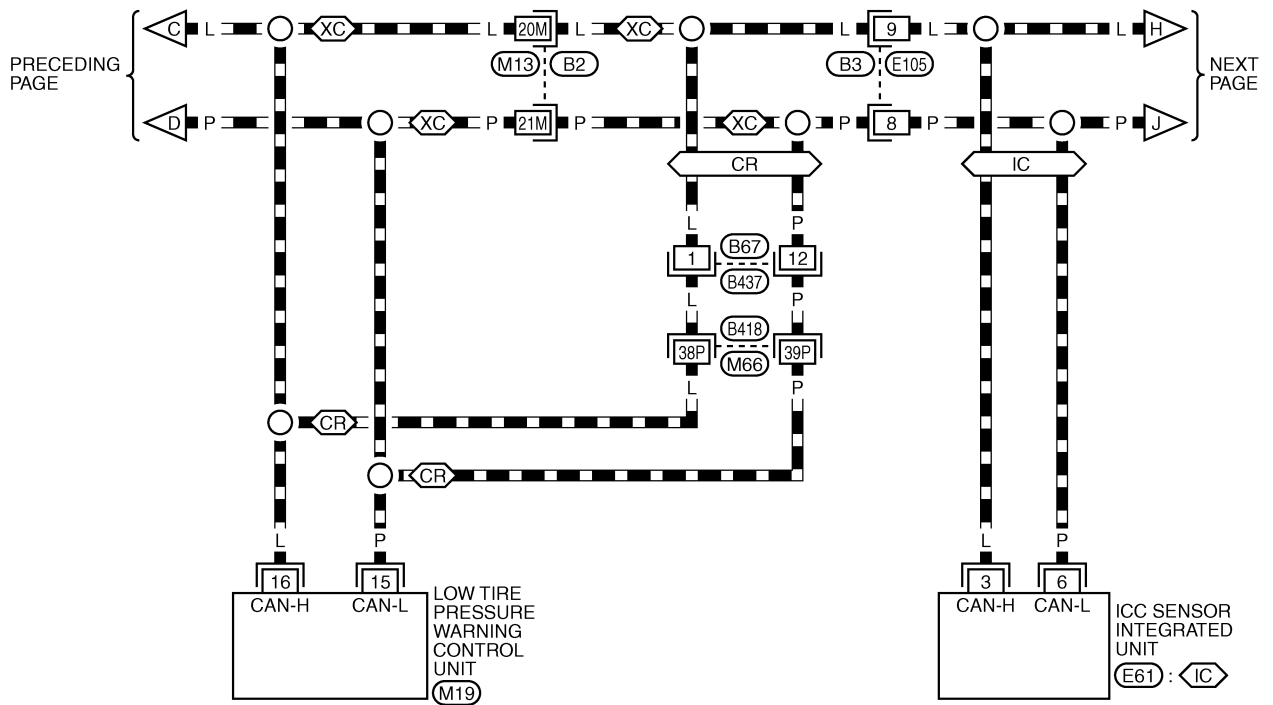 C L XC L 20M L XC 9 L L H
PRECEDING
PAGE
M13 B2
B3 E105
NEXT
PAGE
D P XC P 21M P XC P 8 P P J
CR
IC
L P
B67
1 12
B437
L P
B418
38P 39P
M66
L P
CR
CR
L P
L P
16 15
CAN-H CAN-L
LOW TIRE
PRESSURE
WARNING
CONTROL
UNIT
M19
3 6
CAN-H CAN-L
ICC SENSOR
INTEGRATED
UNIT
E61 : IC
L